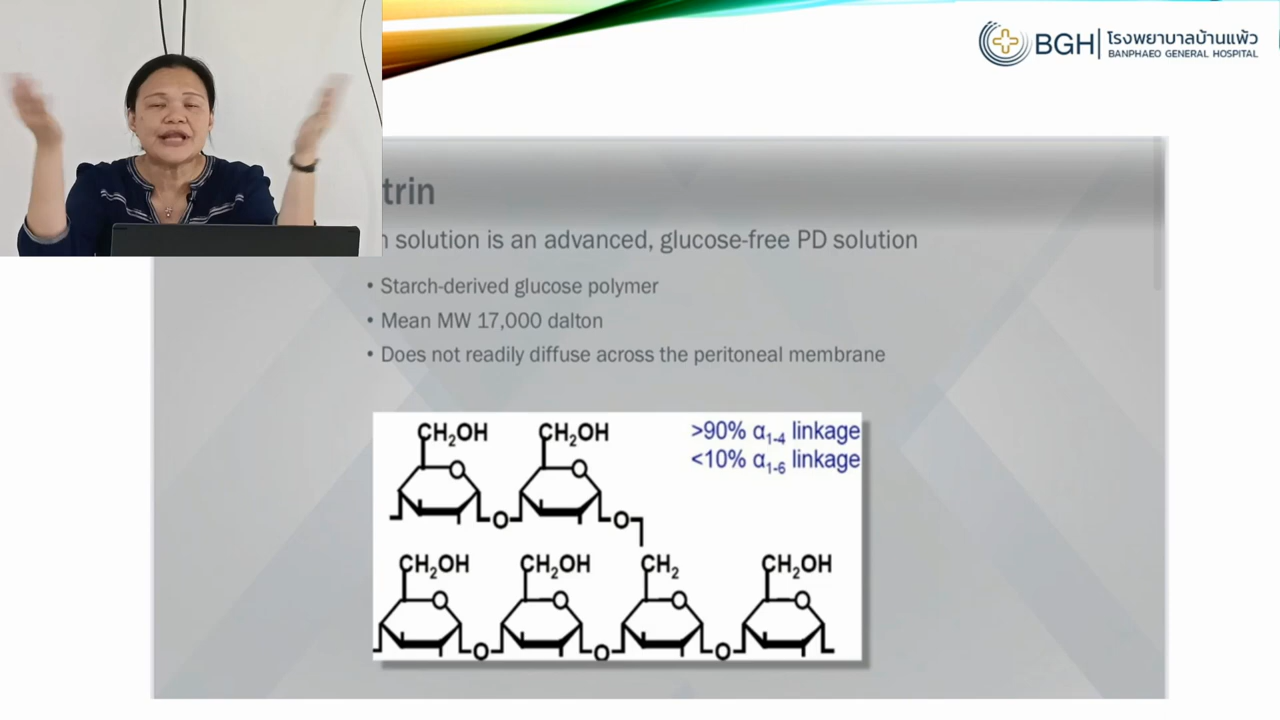 BGH
โรงพยาบาลบ้านแพ้ว
BANPHAEO GENERAL HOSPITAL
trin
n solution is an advanced, glucose-free PD solution
• Starch-derived glucose polymer
• Mean MW 17,000 dalton
• Does not readily diffuse across the peritoneal membrane
>90% α1-4 linkage
<10% α1-6 linkage
CH2OH CH2OH
O O
O O
CH2OH CH2OH CH2 CH2OH
O O O O
O O O